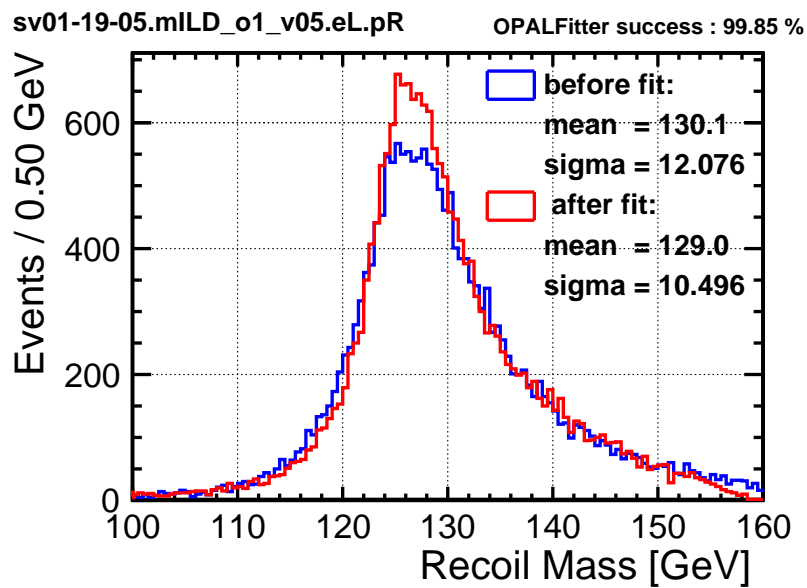 sv01-19-05.mILD_o1_v05.eL.pR
OPALFitter success : 99.85 %
Events / 0.50 GeV
600
400
200
0
before fit:
mean = 130.1
sigma = 12.076
after fit:
mean = 129.0
sigma = 10.496
100 110 120 130 140 150 160
Recoil Mass [GeV]